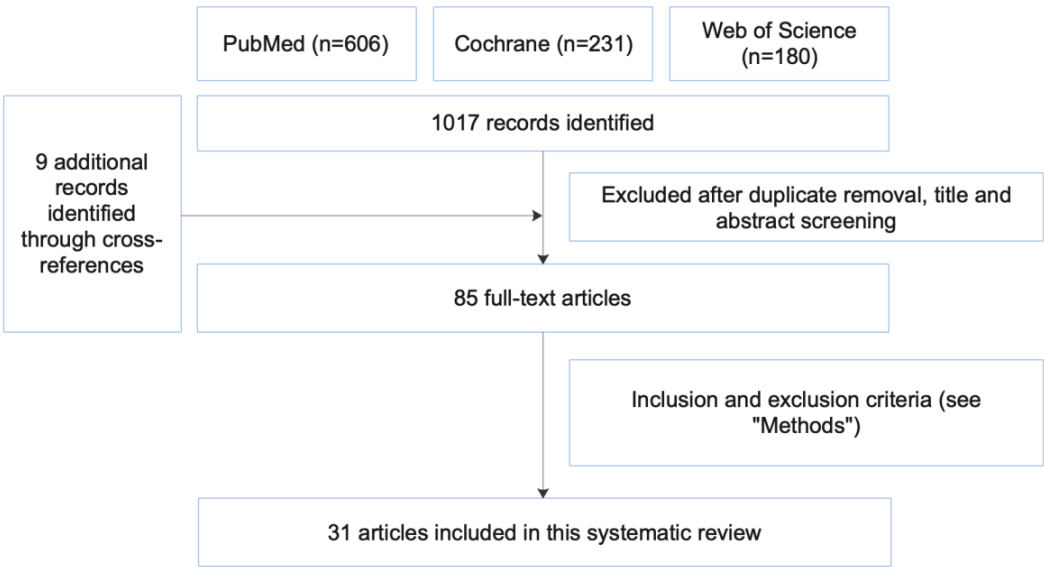 PubMed (n=606)
Cochrane (n=231)
Web of Science
(n=180)
1017 records identified
9 additional
records
identified
through cross-
references
Excluded after duplicate removal, title and
abstract screening
85 full-text articles
Inclusion and exclusion criteria (see
"Methods")
31 articles included in this systematic review